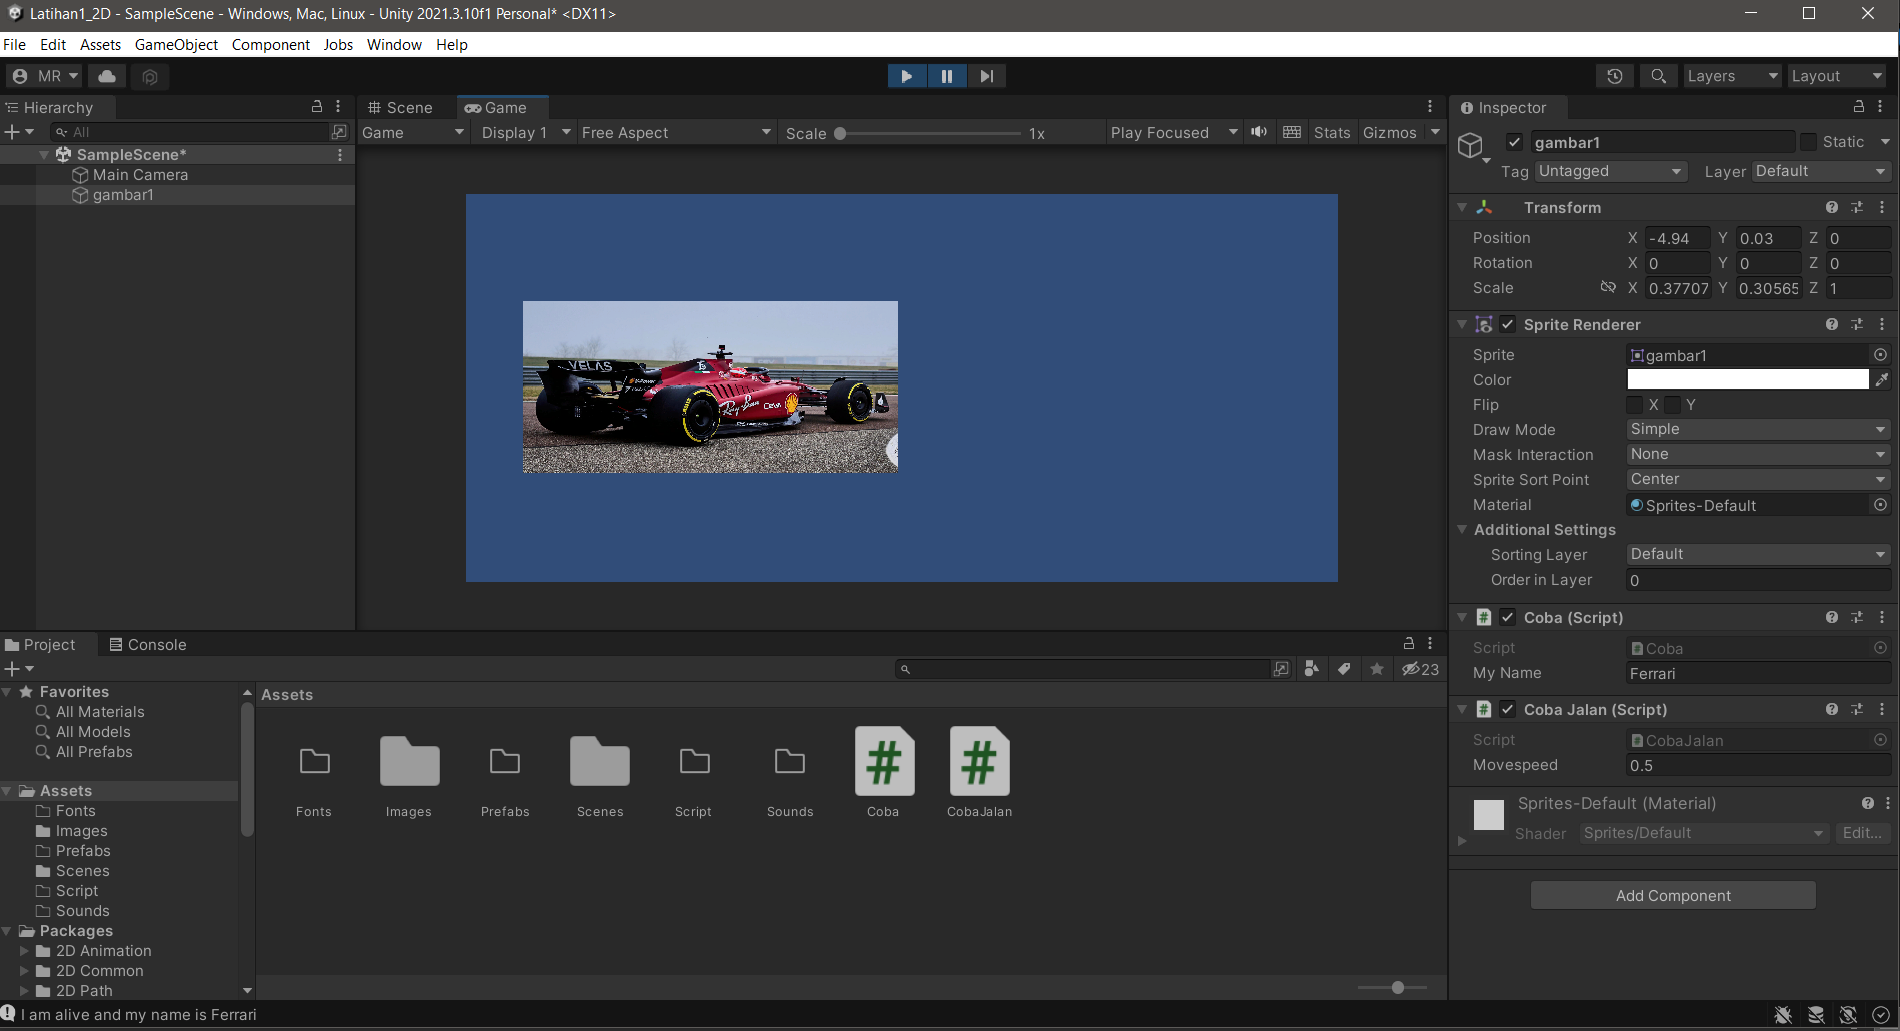 Latihan1_2D - SampleScene - Windows, Mac, Linux - Unity 2021.3.10f1 Personal* <DX11>
File Edit Assets GameObject Component Jobs Window Help
MR Layers Layout
Hierarchy
All
SampleScene*
Main Camera
gambar1
Scene Game
Game Display 1 Free Aspect Scale 1x Play Focused Stats Gizmos
VELAS
Ray-Ban
Inspector
gambar1 Static
Tag Untagged Layer Default
Transform
Position X -4.94 Y 0.03 Z 0
Rotation X 0 Y 0 Z 0
Scale X 0.37707 Y 0.30565 Z 1
Sprite Renderer
Sprite gambar1
Color
Flip X Y
Draw Mode Simple
Mask Interaction None
Sprite Sort Point Center
Material Sprites-Default
Additional Settings
Sorting Layer Default
Order in Layer 0
Coba (Script)
Script Coba
My Name Ferrari
Coba Jalan (Script)
Script CobaJalan
Movespeed 0.5
Sprites-Default (Material)
Shader Sprites/Default Edit...
Add Component
Project Console
23
Favorites
All Materials
All Models
All Prefabs
Assets
Fonts
Images
Prefabs
Scenes
Script
Sounds
Packages
2D Animation
2D Common
2D Path
Assets
Fonts Images Prefabs Scenes Script Sounds Coba CobaJalan
I am alive and my name is Ferrari